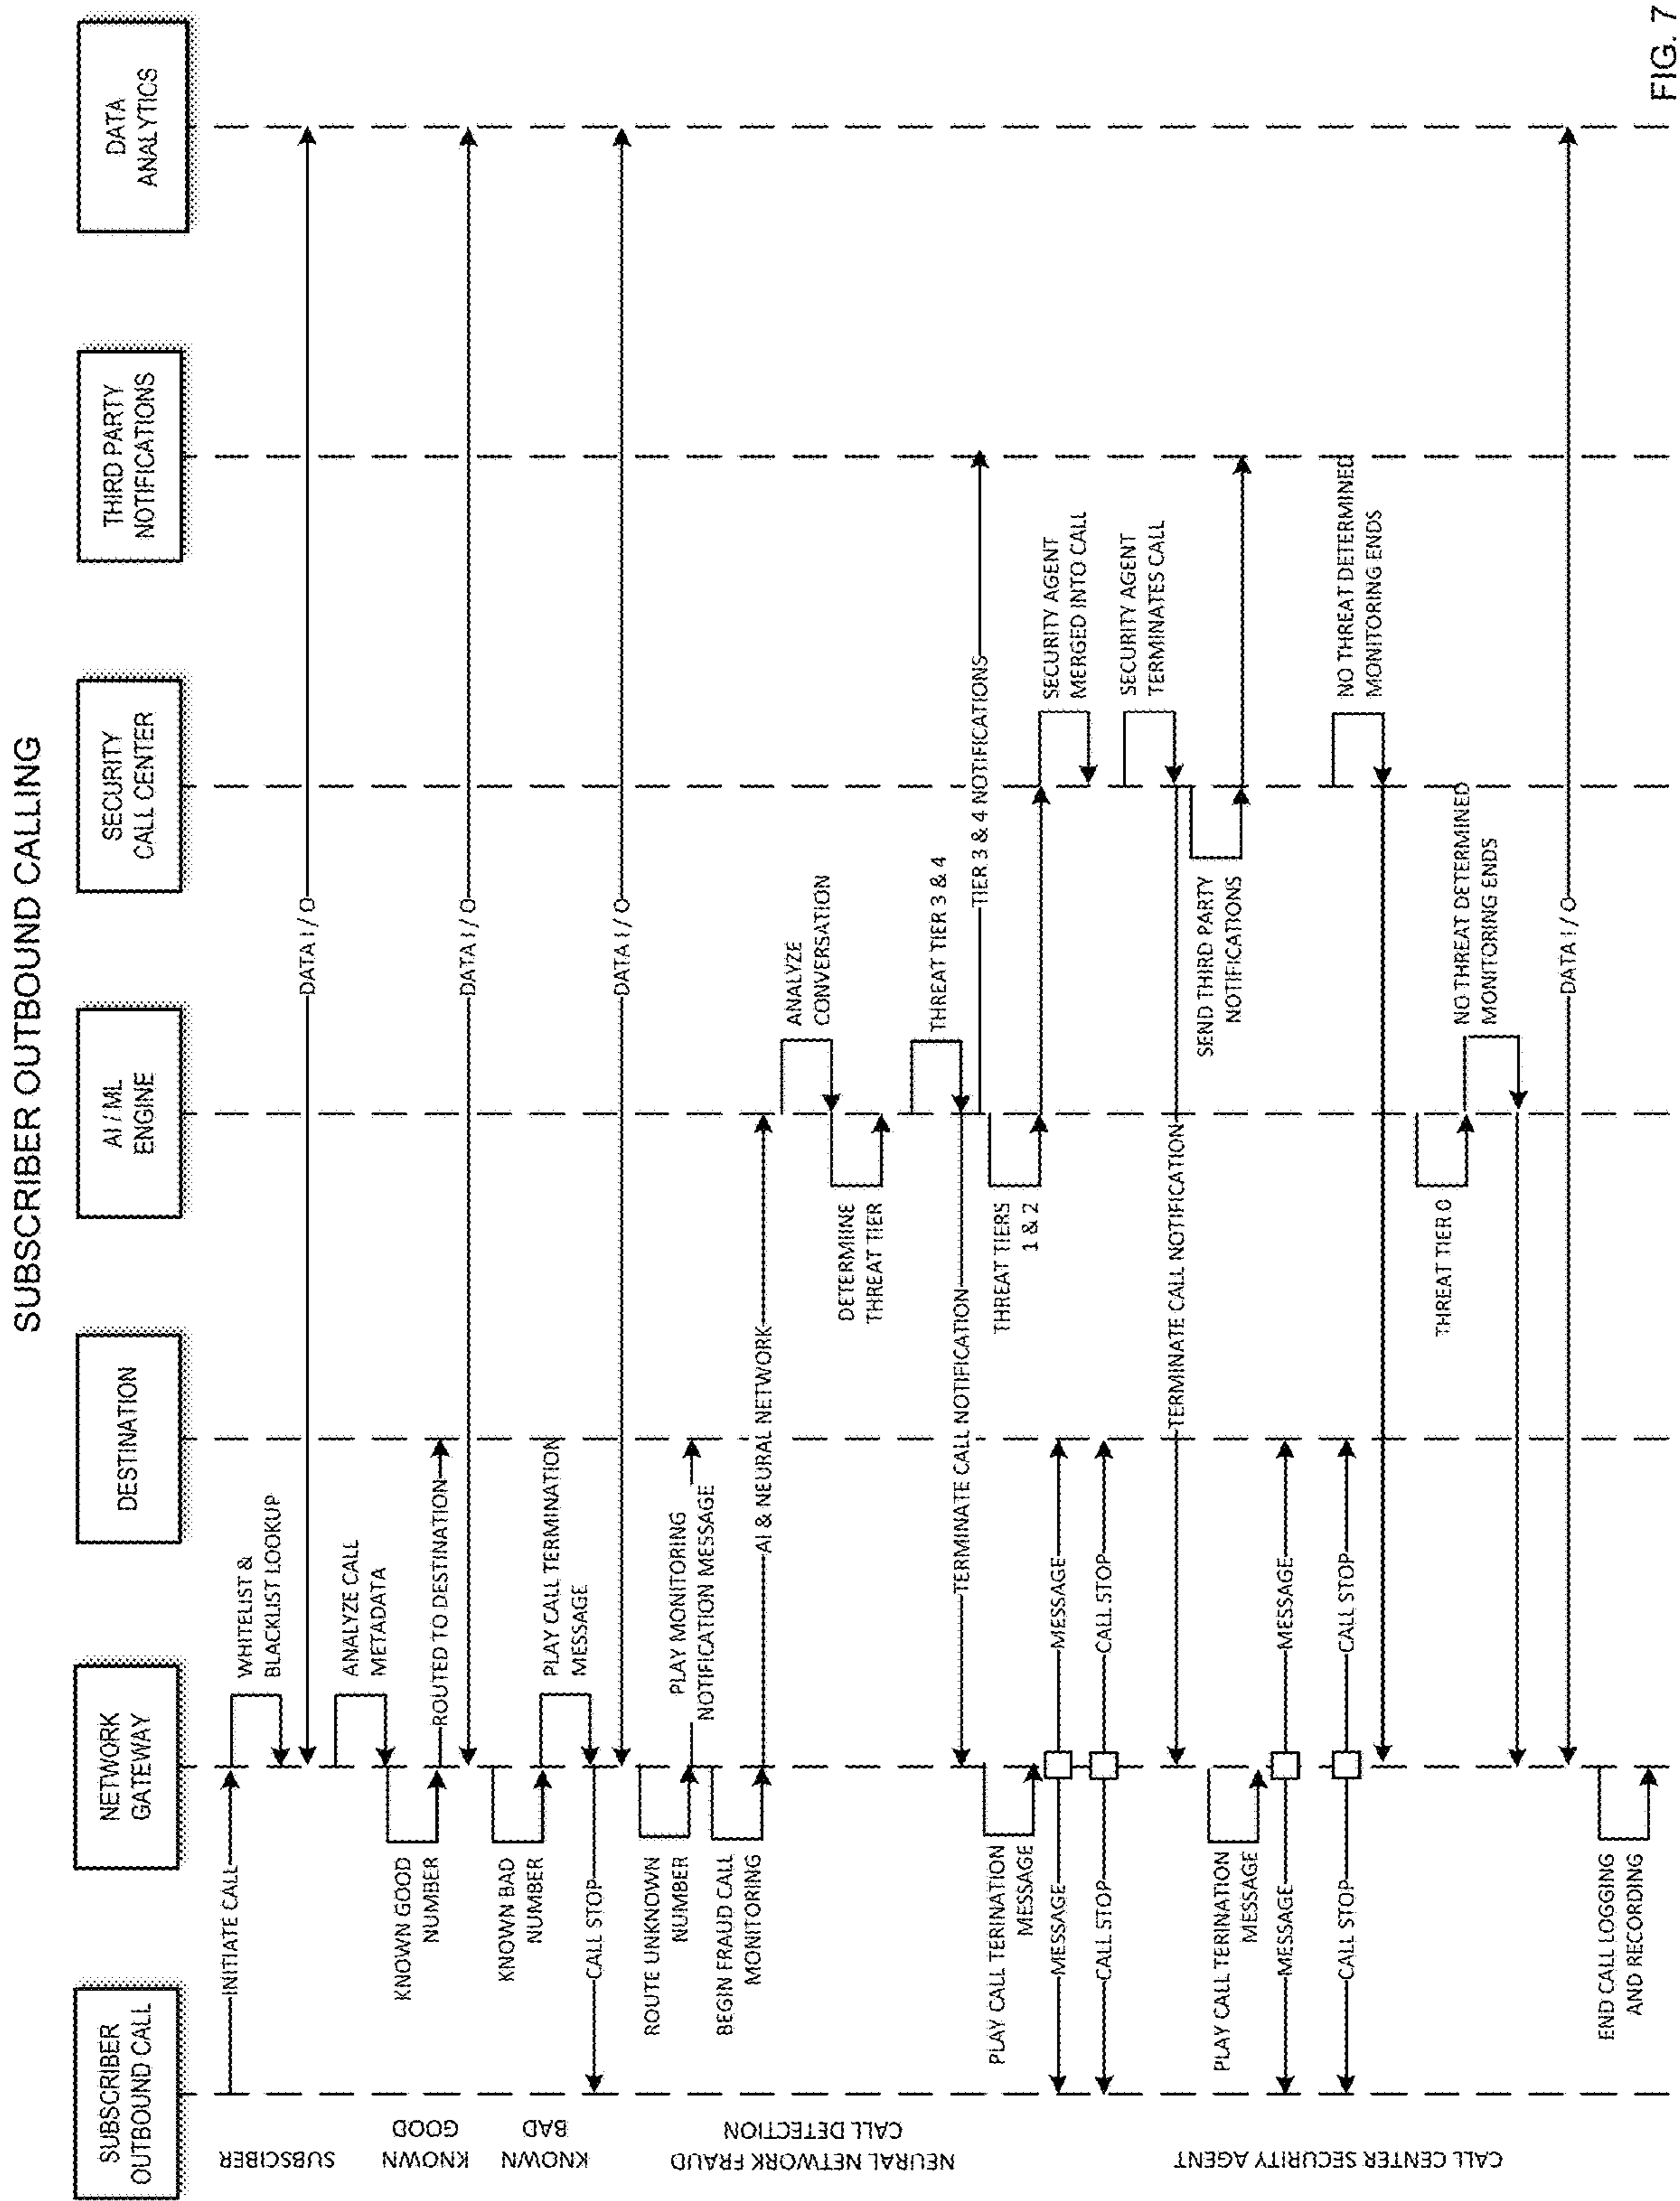 SUBSCRIBER OUTBOUND CALLING
SUBSCRIBER
OUTBOUND CALL
NETWORK
GATEWAY
DESTINATION
AI / ML
ENGINE
SECURITY
CALL CENTER
THIRD PARTY
NOTIFICATIONS
DATA
ANALYTICS
SUBSCIBER
INITIATE CALL
WHITELIST &
BLACKLIST LOOKUP
DATA I / O
ANALYZE CALL
METADATA
KNOWN
GOOD
KNOWN GOOD
NUMBER
ROUTED TO DESTINATION
DATA I / O
KNOWN
BAD
KNOWN BAD
NUMBER
PLAY CALL TERMINATION
MESSAGE
CALL STOP
DATA I / O
NEURAL NETWORK FRAUD
CALL DETECTION
ROUTE UNKNOWN
NUMBER
PLAY MONITORING
NOTIFICATION MESSAGE
BEGIN FRAUD CALL
MONITORING
AI & NEURAL NETWORK
ANALYZE
CONVERSATION
DETERMINE
THREAT TIER
THREAT TIER 3 & 4
TERMINATE CALL NOTIFICATION
TIER 3 & 4 NOTIFICATIONS
PLAY CALL TERINATION
MESSAGE
THREAT TIERS
1 & 2
SECURITY AGENT
MERGED INTO CALL
MESSAGE
MESSAGE
CALL STOP
CALL STOP
SECURITY AGENT
TERMINATES CALL
CALL CENTER SECURITY AGENT
TERMINATE CALL NOTIFICATION
SEND THIRD PARTY
NOTIFICATIONS
PLAY CALL TERINATION
MESSAGE
MESSAGE
MESSAGE
CALL STOP
CALL STOP
NO THREAT DETERMINED
MONITORING ENDS
THREAT TIER 0
NO THREAT DETERMINED
MONITORING ENDS
DATA I / O
END CALL LOGGING
AND RECORDING
FIG. 7